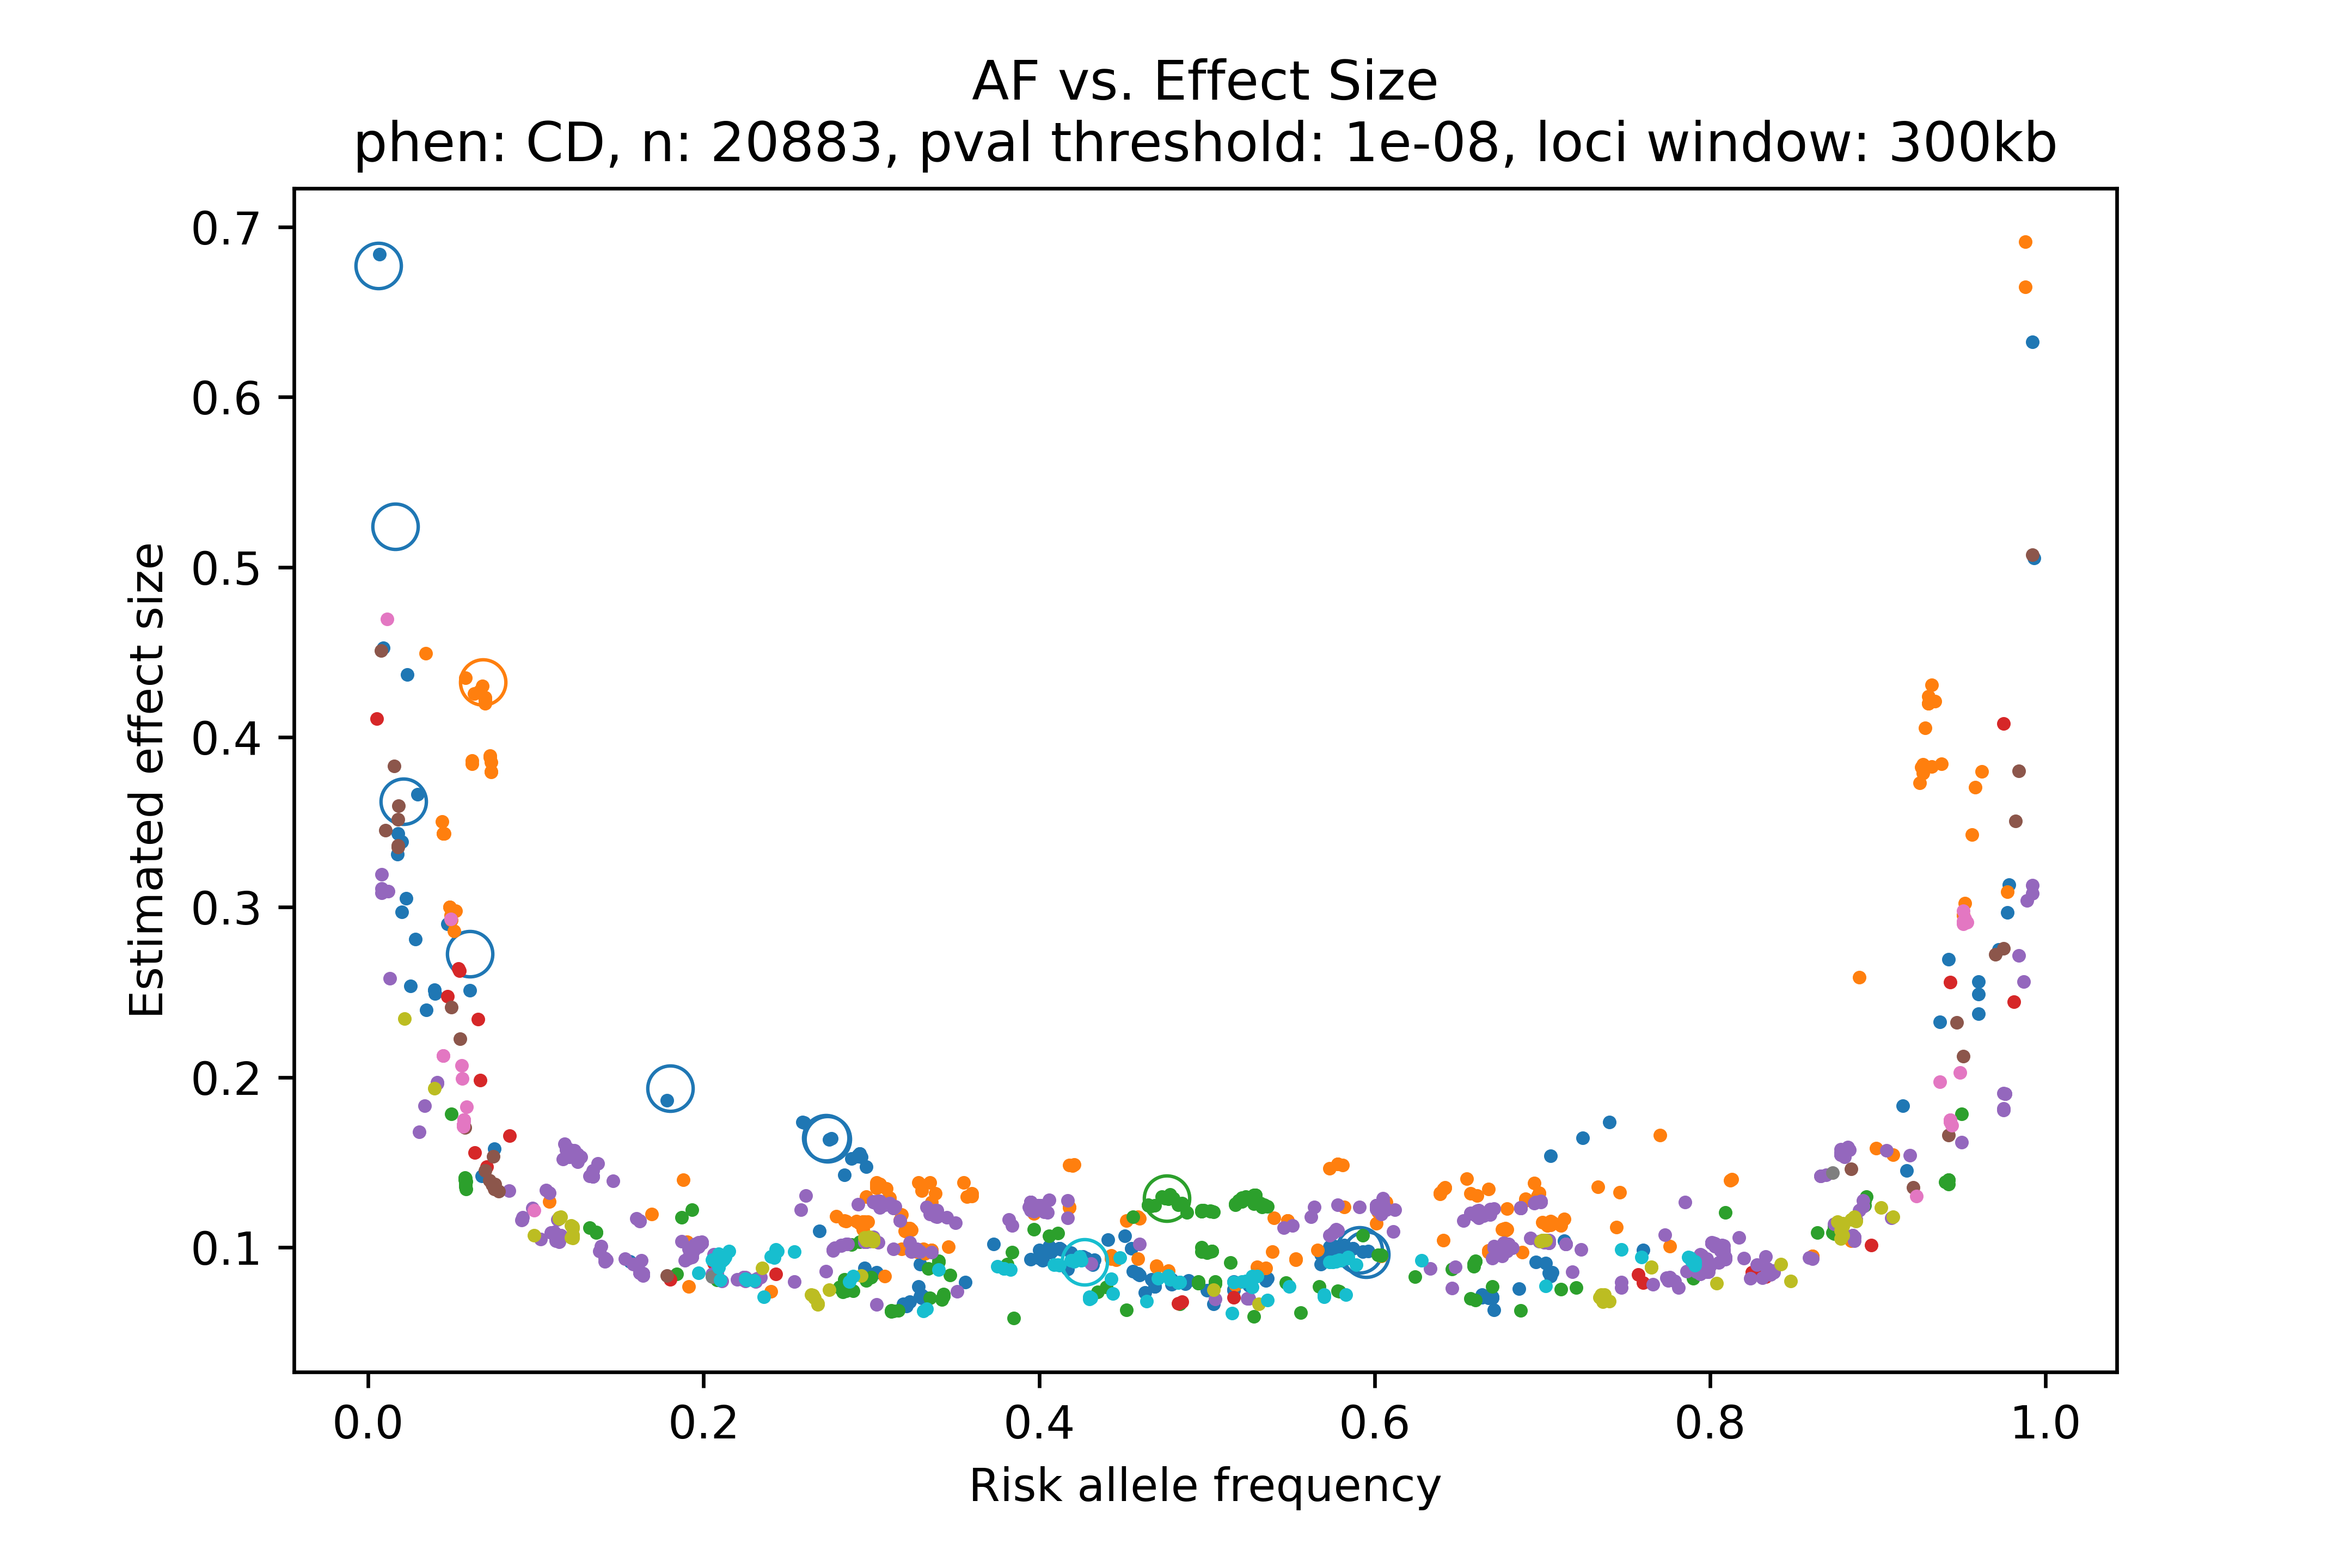 AF vs. Effect Size
phen: CD, n: 20883, pval threshold: 1e-08, loci window: 300kb
0.7
0.6
0.5
0.4
0.3
0.2
0.1
Estimated effect size
0.0 0.2 0.4 0.6 0.8 1.0
Risk allele frequency